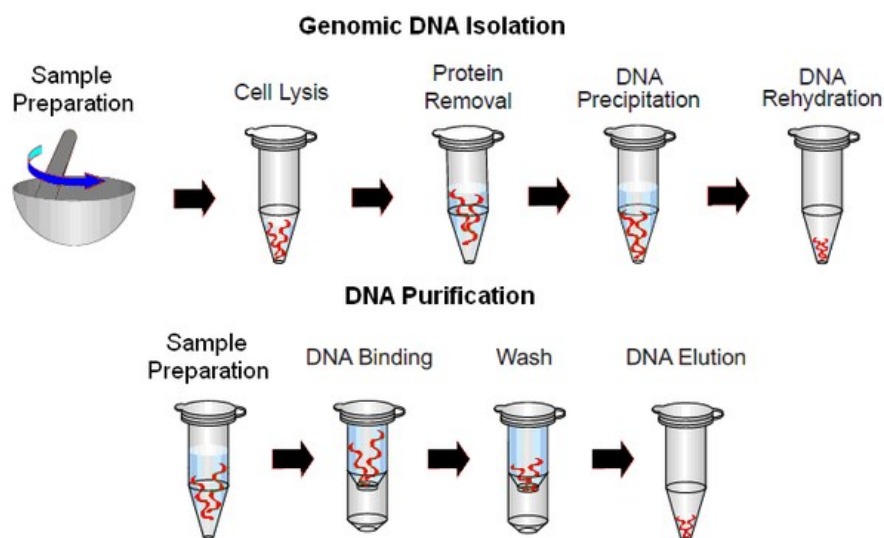 Genomic DNA Isolation
Sample
Preparation
Cell Lysis
Protein
Removal
DNA
Precipitation
DNA
Rehydration
DNA Purification
Sample
Preparation
DNA Binding
Wash
DNA Elution